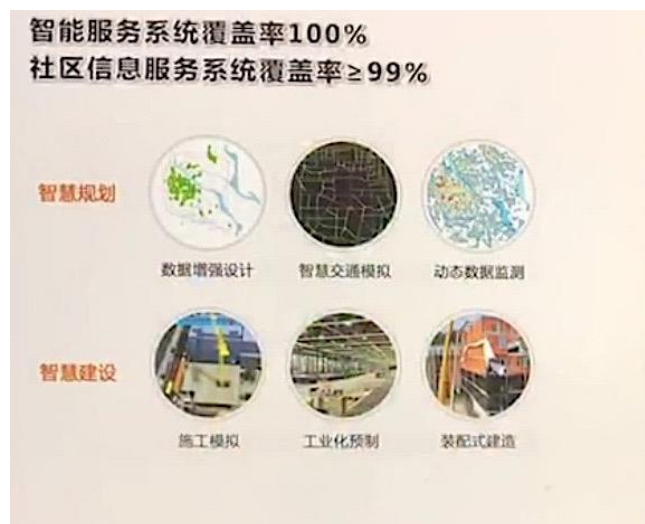 智能服务系统覆盖率100%
社区信息服务系统覆盖率≥99%
智慧规划
数据增强设计 智慧交通模拟 动态数据监测
智慧建设
施工模拟 工业化预制 装配式建造